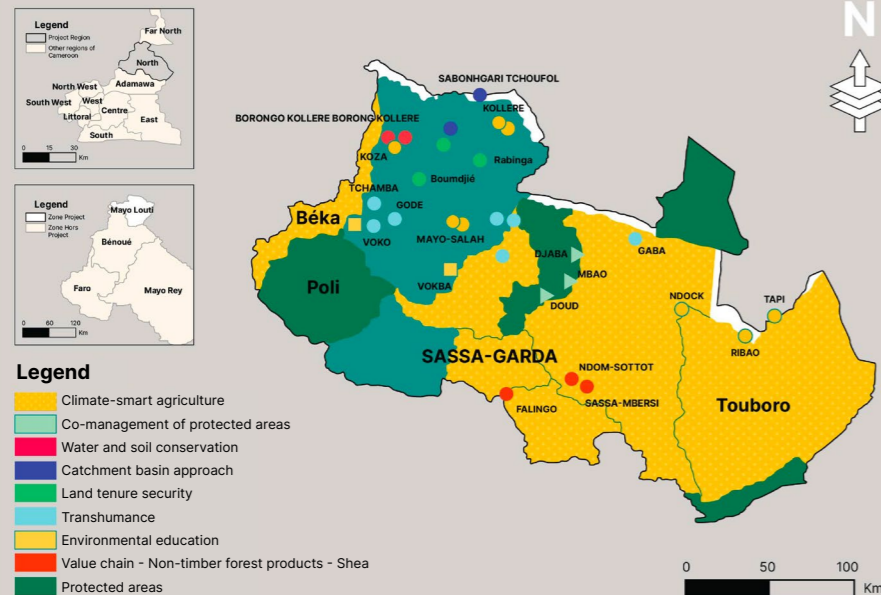 Legend
Project Region
Other regions of
Cameroon
Far North
North
Adamawa
North West
South West
West
Centre
Littoral
East
South
0 15 30
Km
Legend
Zone Project
Zone Hors
Project
Mayo Louti
Bénoué
Faro
Mayo Rey
0 60 120
Km
N
SABONHGARI TCHOUFOL
KOLLERE
BORONGO KOLLERE BORONG KOLLERE
KOZA
Rabinga
Boumdjié
TCHAMBA
GODE
Béka
VOKO
MAYO-SALAH
DJABA
GABA
MBAO
VOKBA
Poli
DOUD
NDOCK
TAPI
RIBAO
SASSA-GARDA
NDOM-SOTTOT
SASSA-MBERSI
FALINGO
Touboro
Legend
Climate-smart agriculture
Co-management of protected areas
Water and soil conservation
Catchment basin approach
Land tenure security
Transhumance
Environmental education
Value chain - Non-timber forest products - Shea
Protected areas
0 50 100
Km